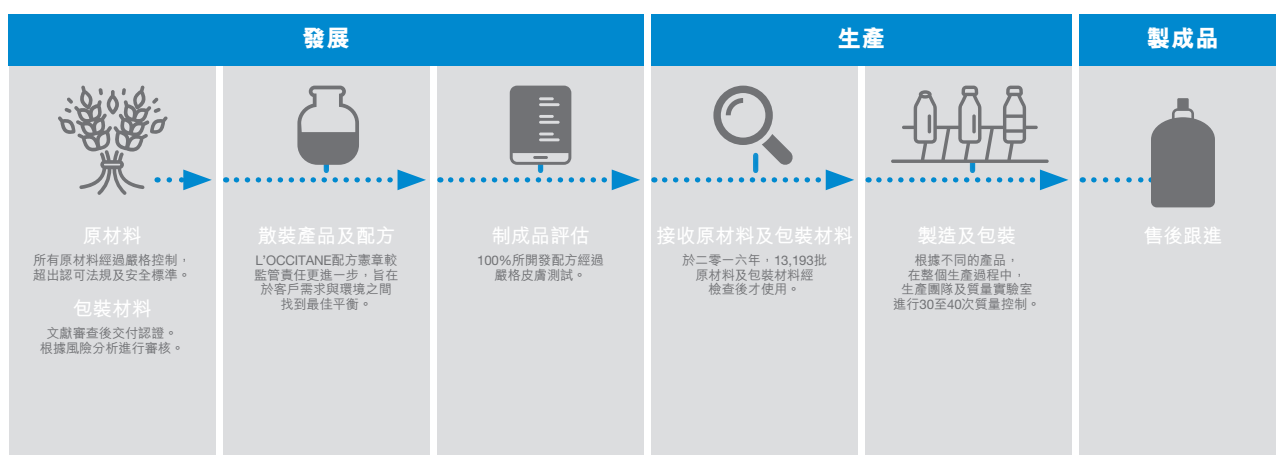 發展
原材料
所有原材料經過嚴格控制，
超出認可法規及安全標準。
包裝材料
文獻審查後交付認證。
根據風險分析進行審核。
散裝產品及配方
L'OCCITANE配方憲章較
監管責任更進一步，旨在
於客戶需求與環境之間
找到最佳平衡。
制成品評估
100%所開發配方經過
嚴格皮膚測試。
生產
接收原材料及包裝材料
於二零一六年，13,193批
原材料及包裝材料經
檢查後才使用。
製造及包裝
根據不同的產品，
在整個生產過程中，
生產團隊及質量實驗室
進行30至40次質量控制。
製成品
售後跟進